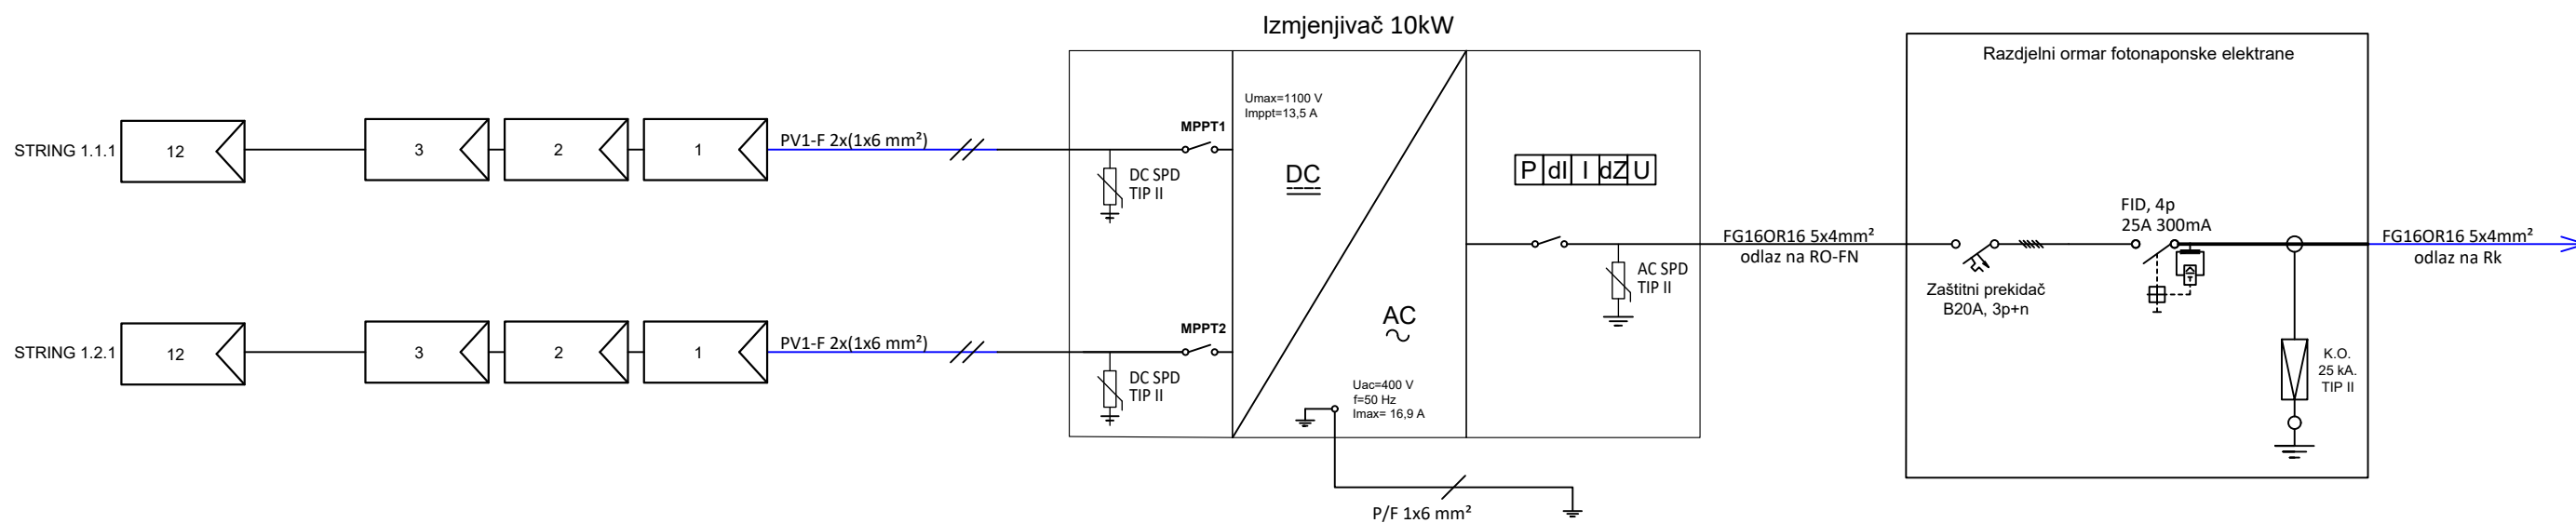 Izmjenjivač 10kW
Razdjelni ormar fotonaponske elektrane
STRING 1.1.1
12
3
2
1
PV1-F 2x(1x6 mm²)
MPPT1
DC SPD
TIP II
Umax=1100 V
Imppt=13,5 A
DC
P dI I dZ U
FG16OR16 5x4mm²
odlaz na RO-FN
AC SPD
TIP II
Zaštitni prekidač
B20A, 3p+n
FID, 4p
25A 300mA
FG16OR16 5x4mm²
odlaz na Rk
K.O.
25 kA.
TIP II
STRING 1.2.1
12
3
2
1
PV1-F 2x(1x6 mm²)
MPPT2
DC SPD
TIP II
AC
Uac=400 V
f=50 Hz
Imax= 16,9 A
P/F 1x6 mm²